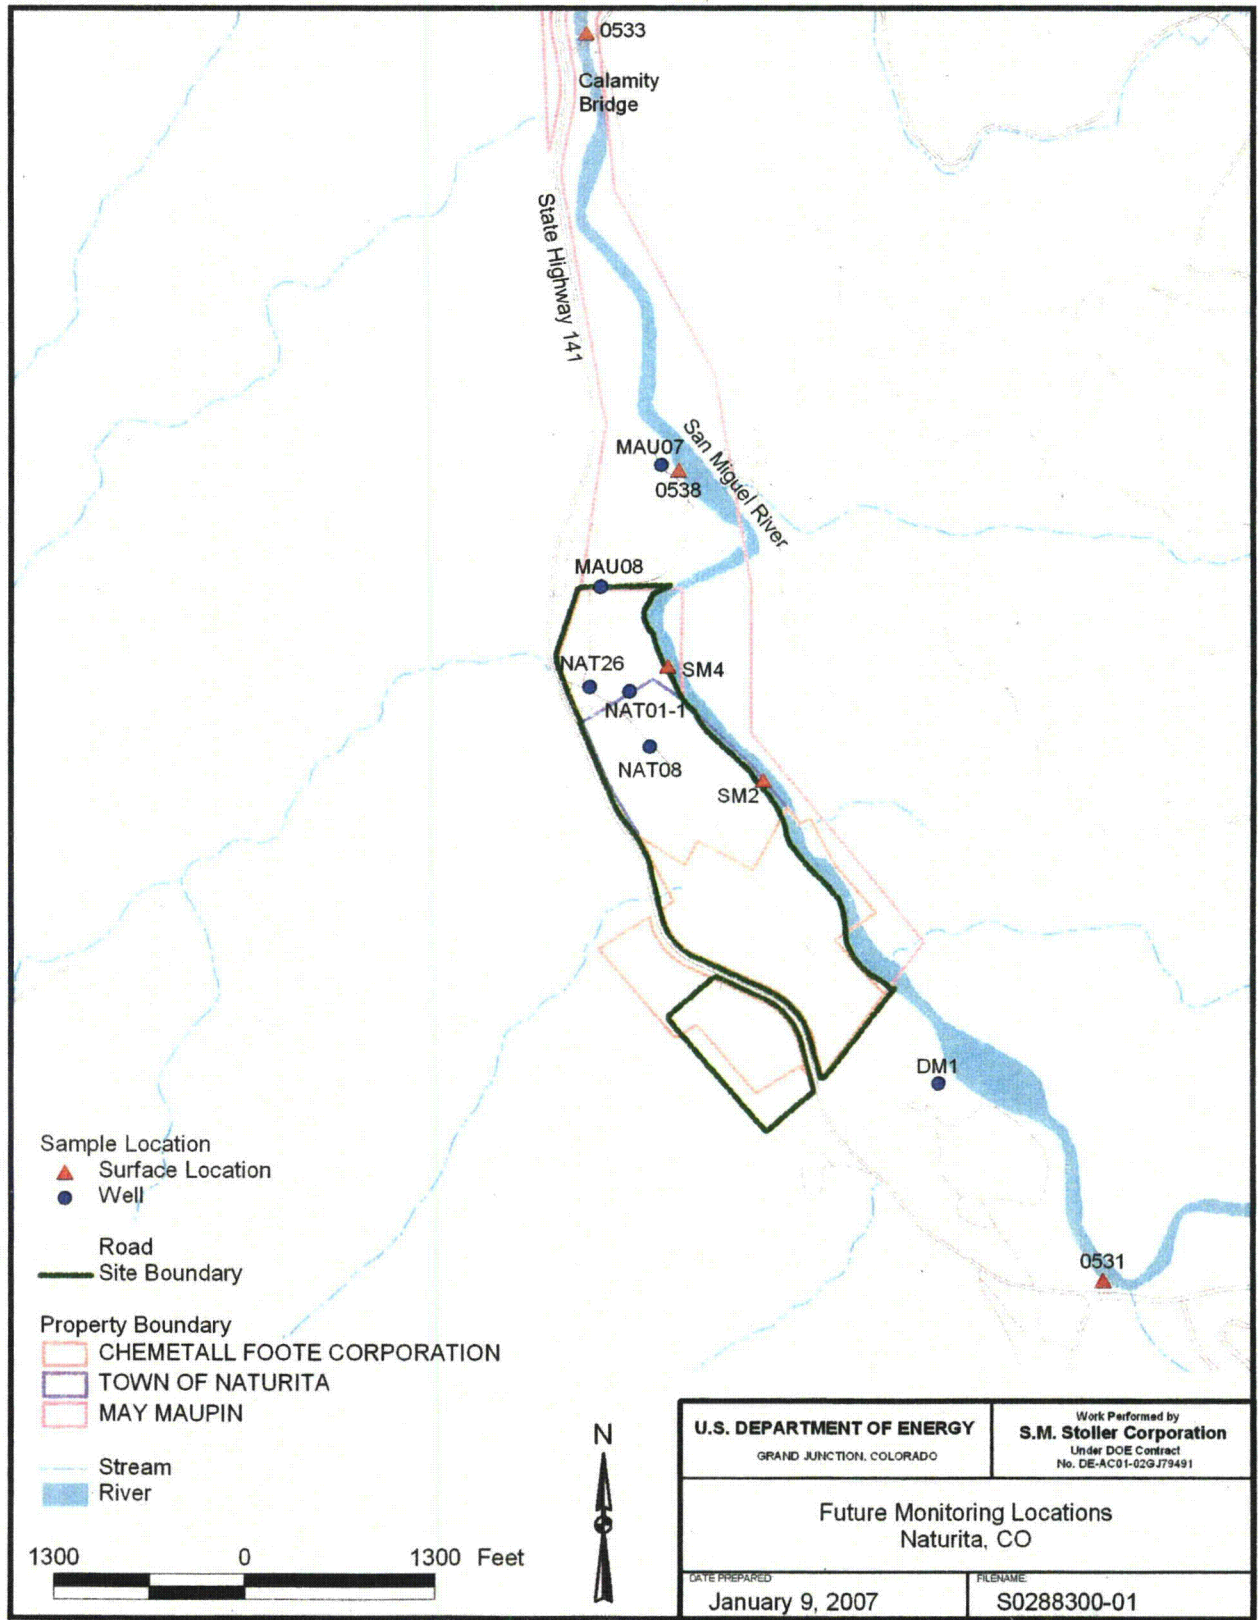 0533
Calamity
Bridge
State Highway 141
San Miguel River
MAU07
0538
MAU08
NAT26
SM4
NAT01-1
NAT08
SM2
DM1
0531
Sample Location
Surface Location
Well
Road
Site Boundary
Property Boundary
CHEMETALL FOOTE CORPORATION
TOWN OF NATURITA
MAY MAUPIN
Stream
River
1300 0 1300 Feet
N
U.S. DEPARTMENT OF ENERGY
GRAND JUNCTION, COLORADO
Work Performed by
S.M. Stoller Corporation
Under DOE Contract
No. DE-AC01-02GJ79491
Future Monitoring Locations
Naturita, CO
DATE PREPARED
January 9, 2007
FILENAME
S0288300-01